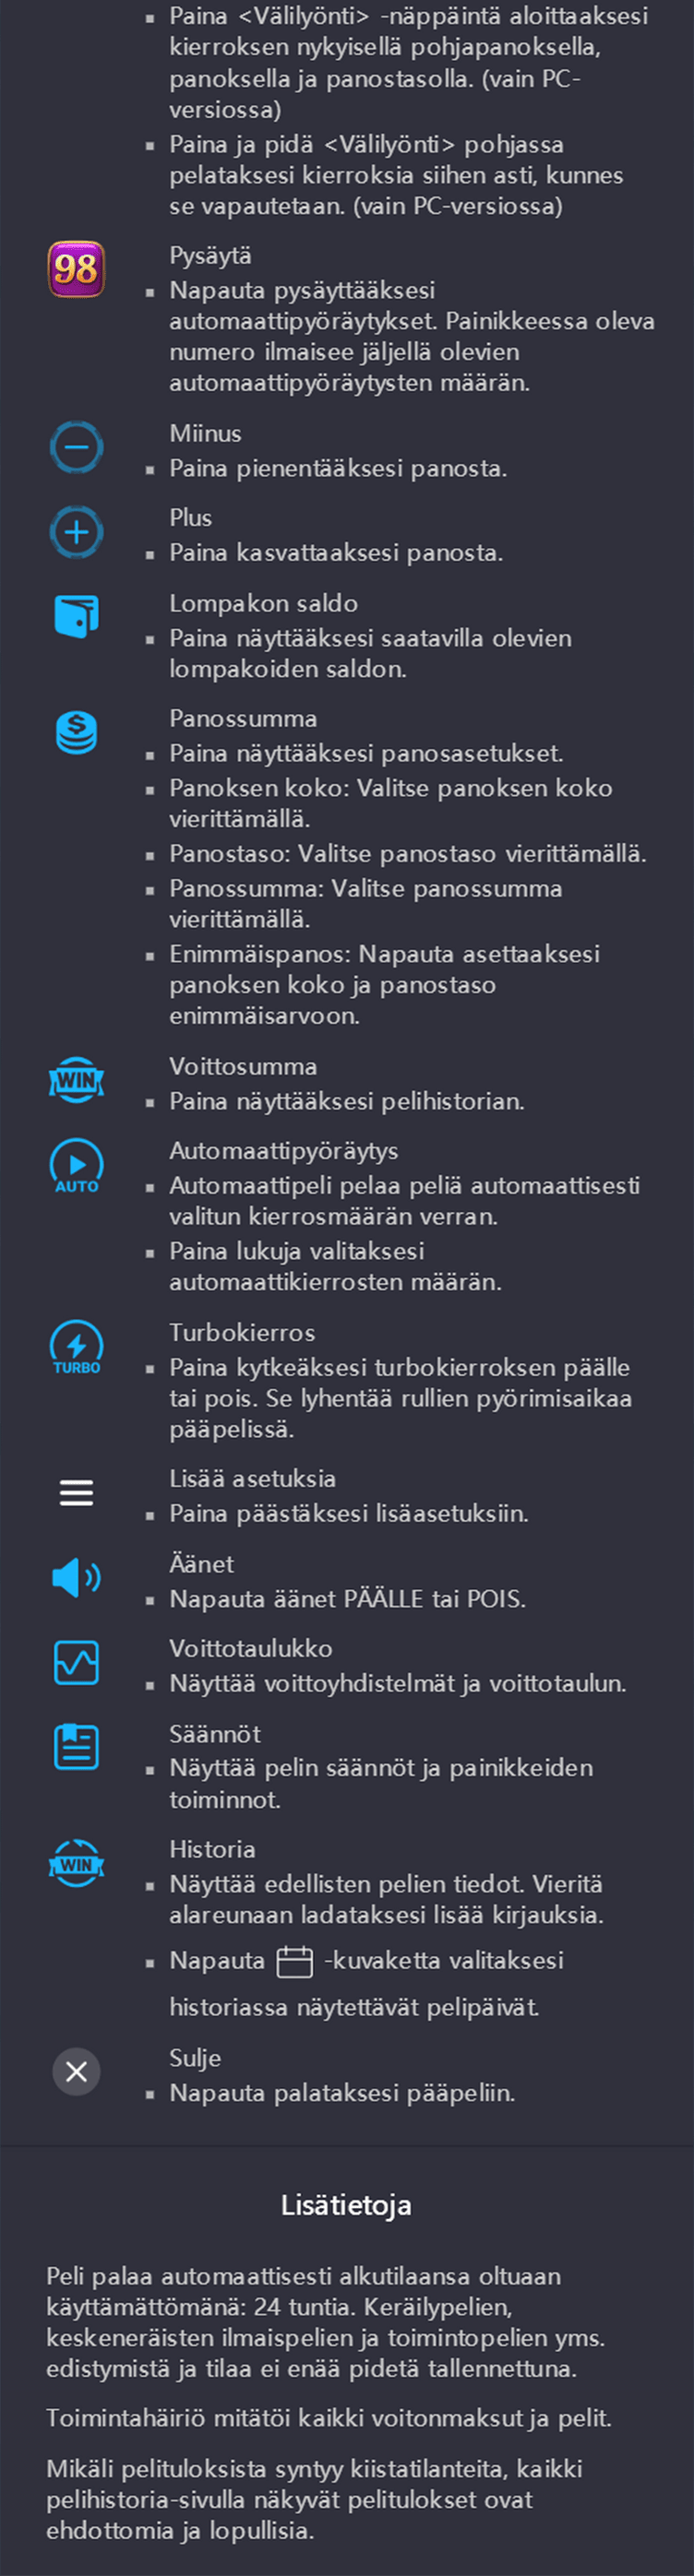 ▪ Paina <Välilyönti> -näppäintä aloittaaksesi
kierroksen nykyisellä pohjapanoksella,
panoksella ja panostasolla. (vain PC-
versiossa)
▪ Paina ja pidä <Välilyönti> pohjassa
pelataksesi kierroksia siihen asti, kunnes
se vapautetaan. (vain PC-versiossa)
98
Pysäytä
▪ Napauta pysäyttääksesi
automaattipyöräytykset. Painikkeessa oleva
numero ilmaisee jäljellä olevien
automaattipyöräytysten määrän.
Miinus
▪ Paina pienentääksesi panosta.
Plus
▪ Paina kasvattaaksesi panosta.
Lompakon saldo
▪ Paina näyttääksesi saatavilla olevien
lompakoiden saldon.
$
Panossumma
▪ Paina näyttääksesi panosasetukset.
▪ Panoksen koko: Valitse panoksen koko
vierittämällä.
▪ Panostaso: Valitse panostaso vierittämällä.
▪ Panossumma: Valitse panossumma
vierittämällä.
▪ Enimmäispanos: Napauta asettaaksesi
panoksen koko ja panostaso
enimmäisarvoon.
WIN
Voittosumma
▪ Paina näyttääksesi pelihistorian.
AUTO
Automaattipyöräytys
▪ Automaattipeli pelaa peliä automaattisesti
valitun kierrosmäärän verran.
▪ Paina lukuja valitaksesi
automaattikierrosten määrän.
TURBO
Turbokierros
▪ Paina kytkeäksesi turbokierroksen päälle
tai pois. Se lyhentää rullien pyörimisaikaa
pääpelissä.
Lisää asetuksia
▪ Paina päästäksesi lisäasetuksiin.
Äänet
▪ Napauta äänet PÄÄLLE tai POIS.
Voittotaulukko
▪ Näyttää voittoyhdistelmät ja voittotaulun.
Säännöt
▪ Näyttää pelin säännöt ja painikkeiden
toiminnot.
WIN
Historia
▪ Näyttää edellisten pelien tiedot. Vieritä
alareunaan ladataksesi lisää kirjauksia.
▪ Napauta -kuvaketta valitaksesi
historiassa näytettävät pelipäivät.
Sulje
▪ Napauta palataksesi pääpeliin.
Lisätietoja
Peli palaa automaattisesti alkutilaansa oltuaan
käyttämättömänä: 24 tuntia. Keräilypelien,
keskeneräisten ilmaispelien ja toimintopelien yms.
edistymistä ja tilaa ei enää pidetä tallennettuna.
Toimintahäiriö mitätöi kaikki voitonmaksut ja pelit.
Mikäli pelituloksista syntyy kiistatilanteita, kaikki
pelihistoria-sivulla näkyvät pelitulokset ovat
ehdottomia ja lopullisia.